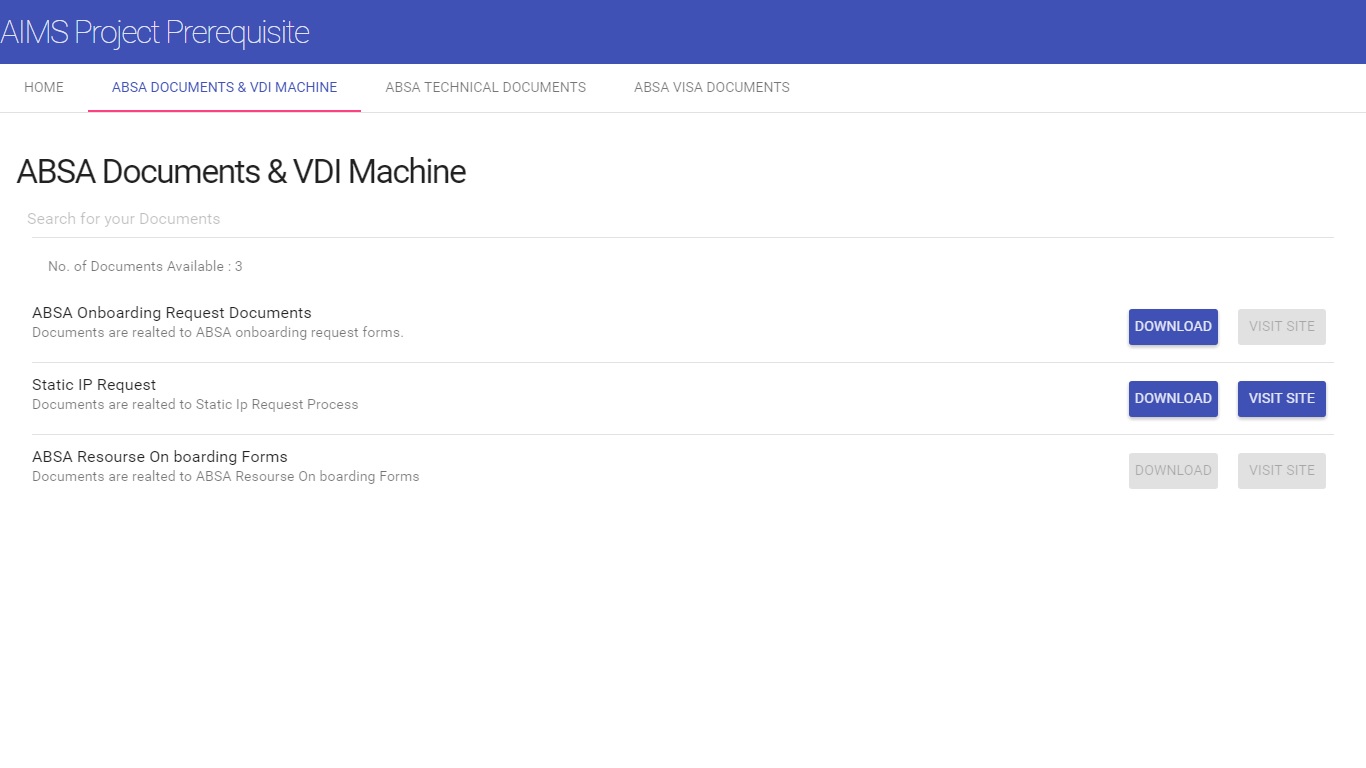 AIMS Project Prerequisite
HOME
ABSA DOCUMENTS & VDI MACHINE
ABSA TECHNICAL DOCUMENTS
ABSA VISA DOCUMENTS
ABSA Documents & VDI Machine
Search for your Documents
No. of Documents Available : 3
ABSA Onboarding Request Documents
Documents are realted to ABSA onboarding request forms.
DOWNLOAD
VISIT SITE
Static IP Request
Documents are realted to Static Ip Request Process
DOWNLOAD
VISIT SITE
ABSA Resourse On boarding Forms
Documents are realted to ABSA Resourse On boarding Forms
DOWNLOAD
VISIT SITE